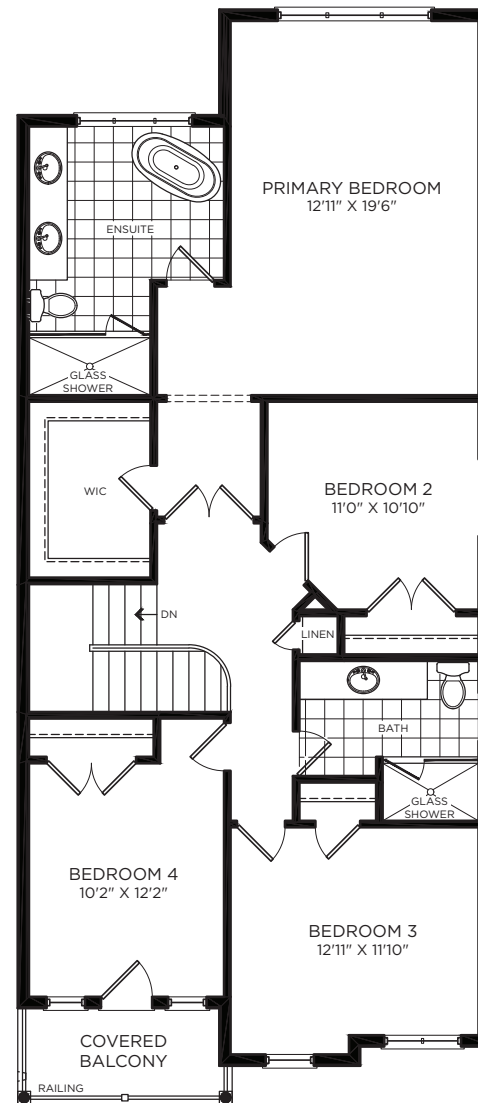 PRIMARY BEDROOM
12'11" X 19'6"
ENSUITE
GLASS
SHOWER
WIC
BEDROOM 2
11'0" X 10'10"
DN
LINEN
BATH
GLASS
SHOWER
BEDROOM 4
10'2" X 12'2"
BEDROOM 3
12'11" X 11'10"
COVERED
BALCONY
RAILING